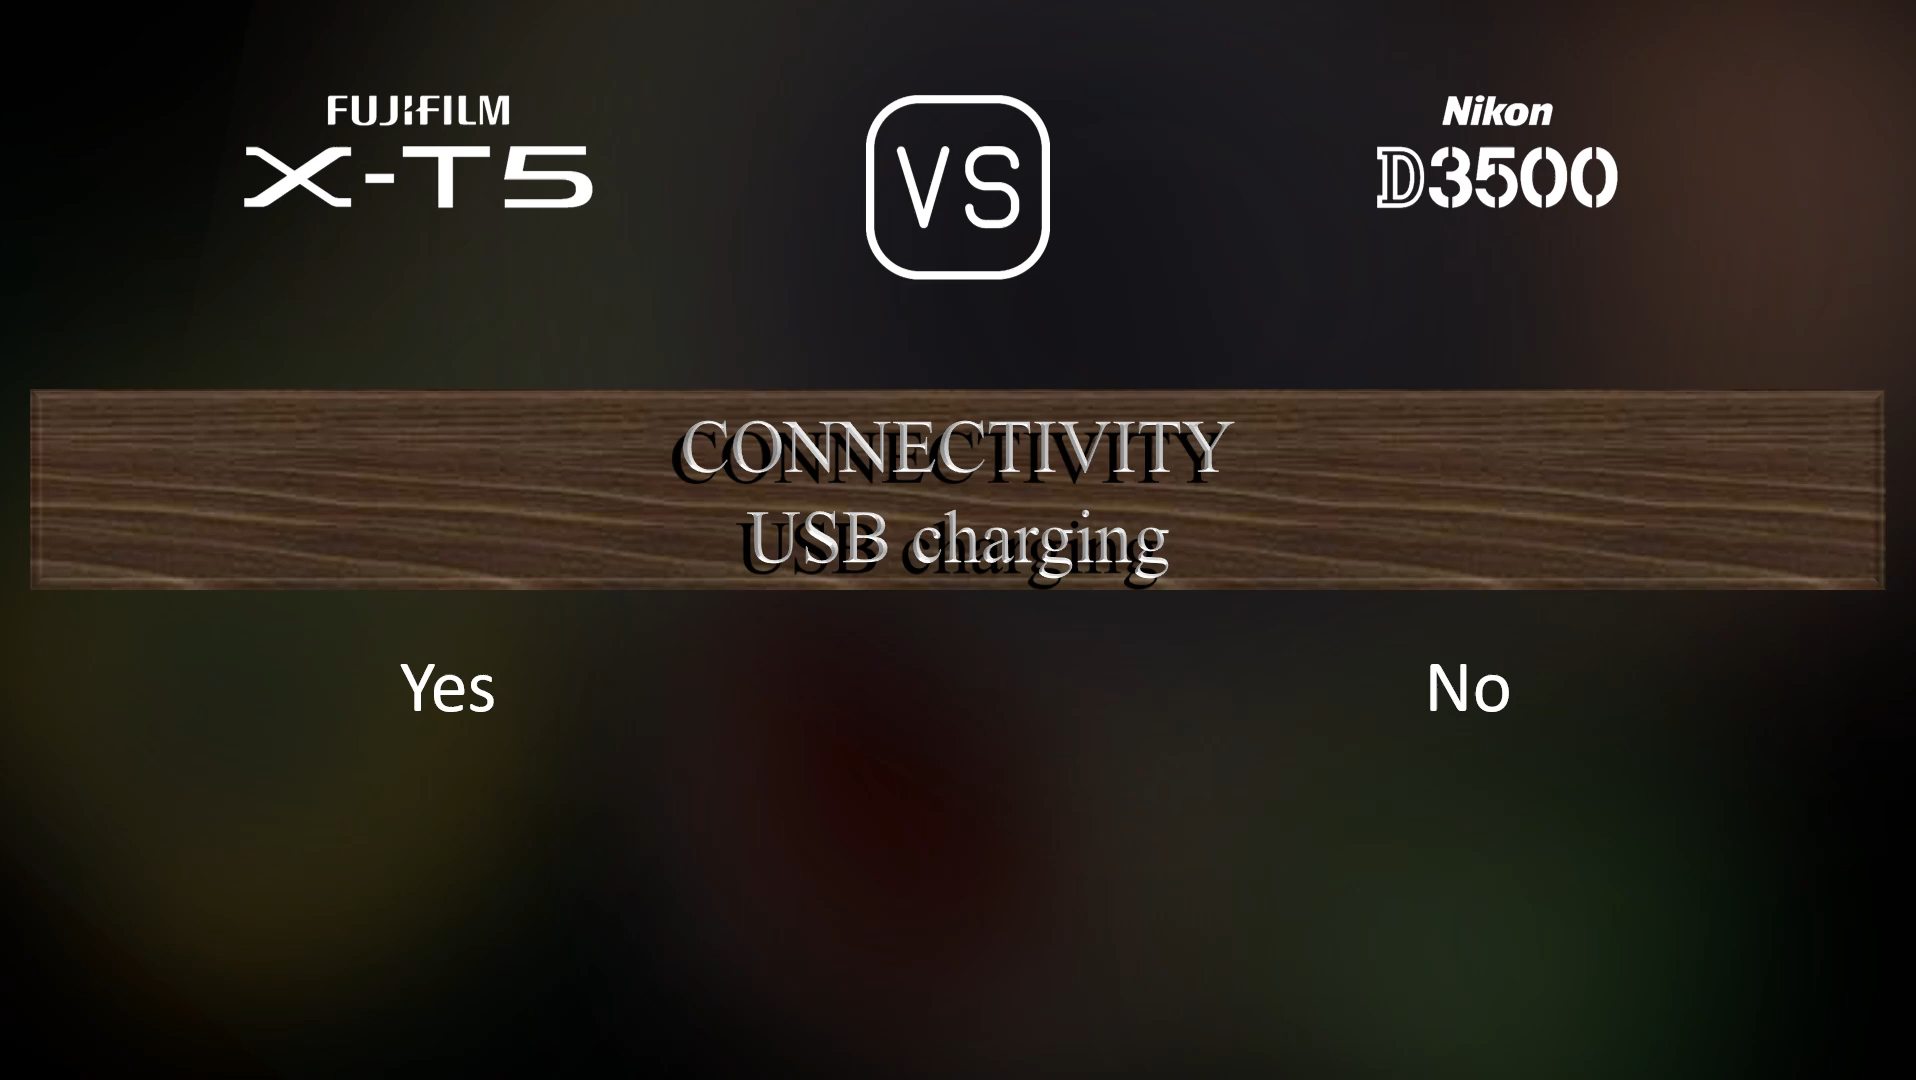 FUJIFILM
X-T5
VS
Nikon
D3500
CONNECTIVITY
USB charging
Yes
No